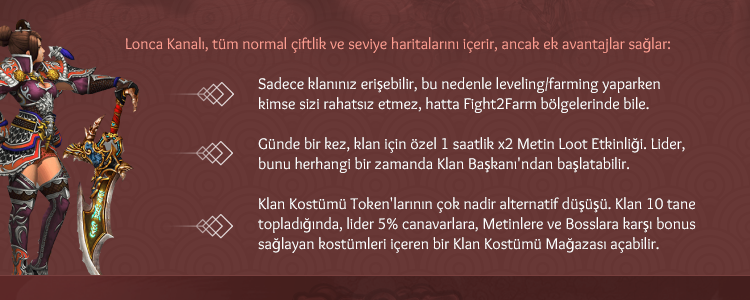 Lonca Kanalı, tüm normal çiftlik ve seviye haritalarını içerir, ancak ek avantajlar sağlar:
Sadece klanınız erişebilir, bu nedenle leveling/farming yaparken
kimse sizi rahatsız etmez, hatta Fight2Farm bölgelerinde bile.
Günde bir kez, klan için özel 1 saatlik x2 Metin Loot Etkinliği. Lider,
bunu herhangi bir zamanda Klan Başkanı'ndan başlatabilir.
Klan Kostümü Token'larının çok nadir alternatif düşüşü. Klan 10 tane
topladığında, lider 5% canavarlara, Metinlere ve Bosslara karşı bonus
sağlayan kostümleri içeren bir Klan Kostümü Mağazası açabilir.